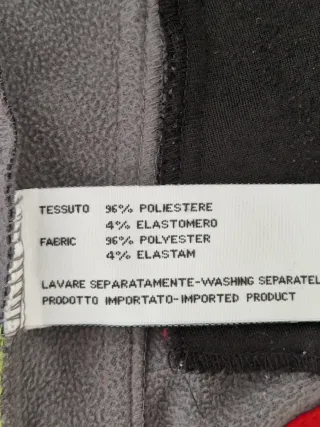 TESSUTO 96% POLIESTERE
4% ELASTOMERO
FABRIC 96% POLYESTER
4% ELASTAM
LAVARE SEPARATAMENTE-WASHING SEPARATEL
PRODOTTO IMPORTATO-IMPORTED PRODUCT